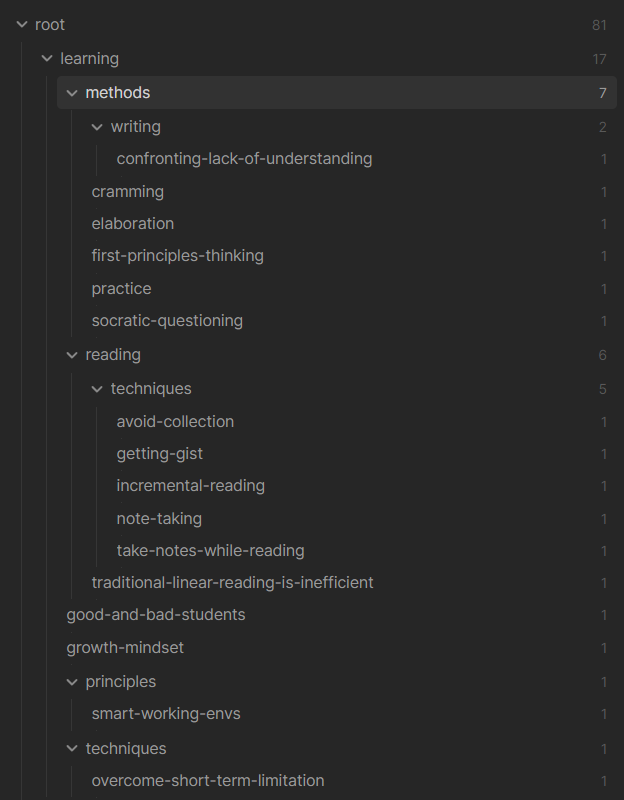 root 81
learning 17
methods 7
writing 2
confronting-lack-of-understanding 1
cramming 1
elaboration 1
first-principles-thinking 1
practice 1
socratic-questioning 1
reading 6
techniques 5
avoid-collection 1
getting-gist 1
incremental-reading 1
note-taking 1
take-notes-while-reading 1
traditional-linear-reading-is-inefficient 1
good-and-bad-students 1
growth-mindset 1
principles 1
smart-working-envs 1
techniques 1
overcome-short-term-limitation 1